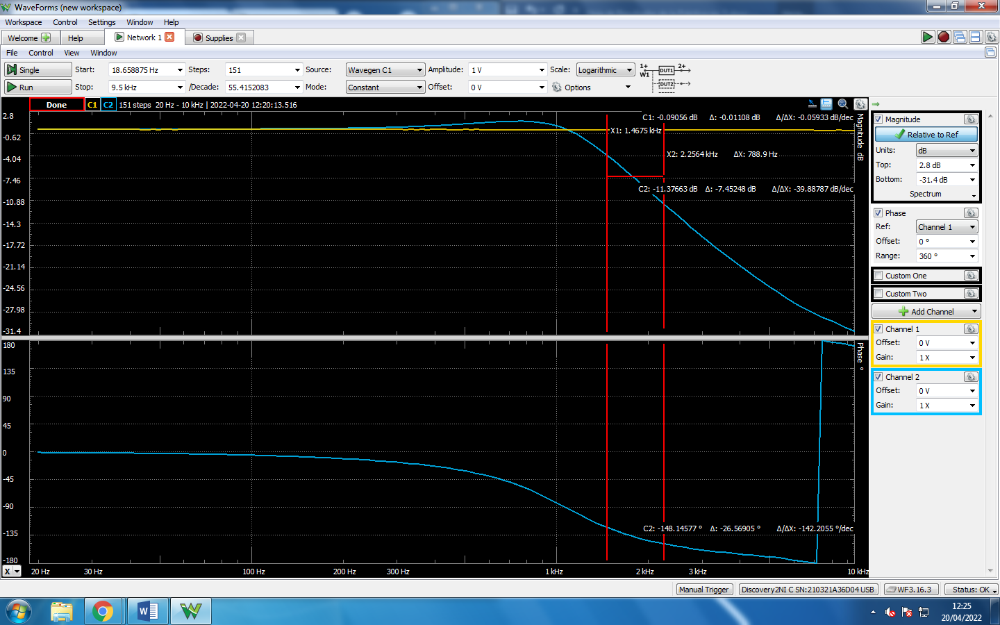 WaveForms (new workspace)
Workspace Control Settings Window Help
Welcome Help Network 1 Supplies
File Control View Window
Single Start: 18.658875 Hz Steps: 151 Source: Wavegen C1 Amplitude: 1 V Scale: Logarithmic
Run Stop: 9.5 kHz /Decade: 55.4152083 Mode: Constant Offset: 0 V Options
1+ W1 DUT1 2+ DUT2
Done C1 C2 151 steps 20 Hz - 10 kHz | 2022-04-20 12:20:13.516
C1: -0.09056 dB Δ: -0.01108 dB Δ/ΔX: -0.05933 dB/dec
X1: 1.4675 kHz
X2: 2.2564 kHz ΔX: 788.9 Hz
C2: -11.37663 dB Δ: -7.45248 dB Δ/ΔX: -39.88787 dB/dec
Magnitude dB
2.8
-0.62
-4.04
-7.46
-10.88
-14.3
-17.72
-21.14
-24.56
-27.98
-31.4
180
135
90
45
0
-45
-90
-135
-180
Phase °
C2: -148.14577 ° Δ: -26.56905 ° Δ/ΔX: -142.2055 °/dec
X 20 Hz 30 Hz 100 Hz 200 Hz 300 Hz 1 kHz 2 kHz 3 kHz 10 kHz
Magnitude
Relative to Ref
Units: dB
Top: 2.8 dB
Bottom: -31.4 dB
Spectrum
Phase
Ref: Channel 1
Offset: 0 °
Range: 360 °
Custom One
Custom Two
Add Channel
Channel 1
Offset: 0 V
Gain: 1 X
Channel 2
Offset: 0 V
Gain: 1 X
Manual Trigger Discovery2NI C SN:210321A36D04 USB WF3.16.3 Status: OK
12:25
20/04/2022